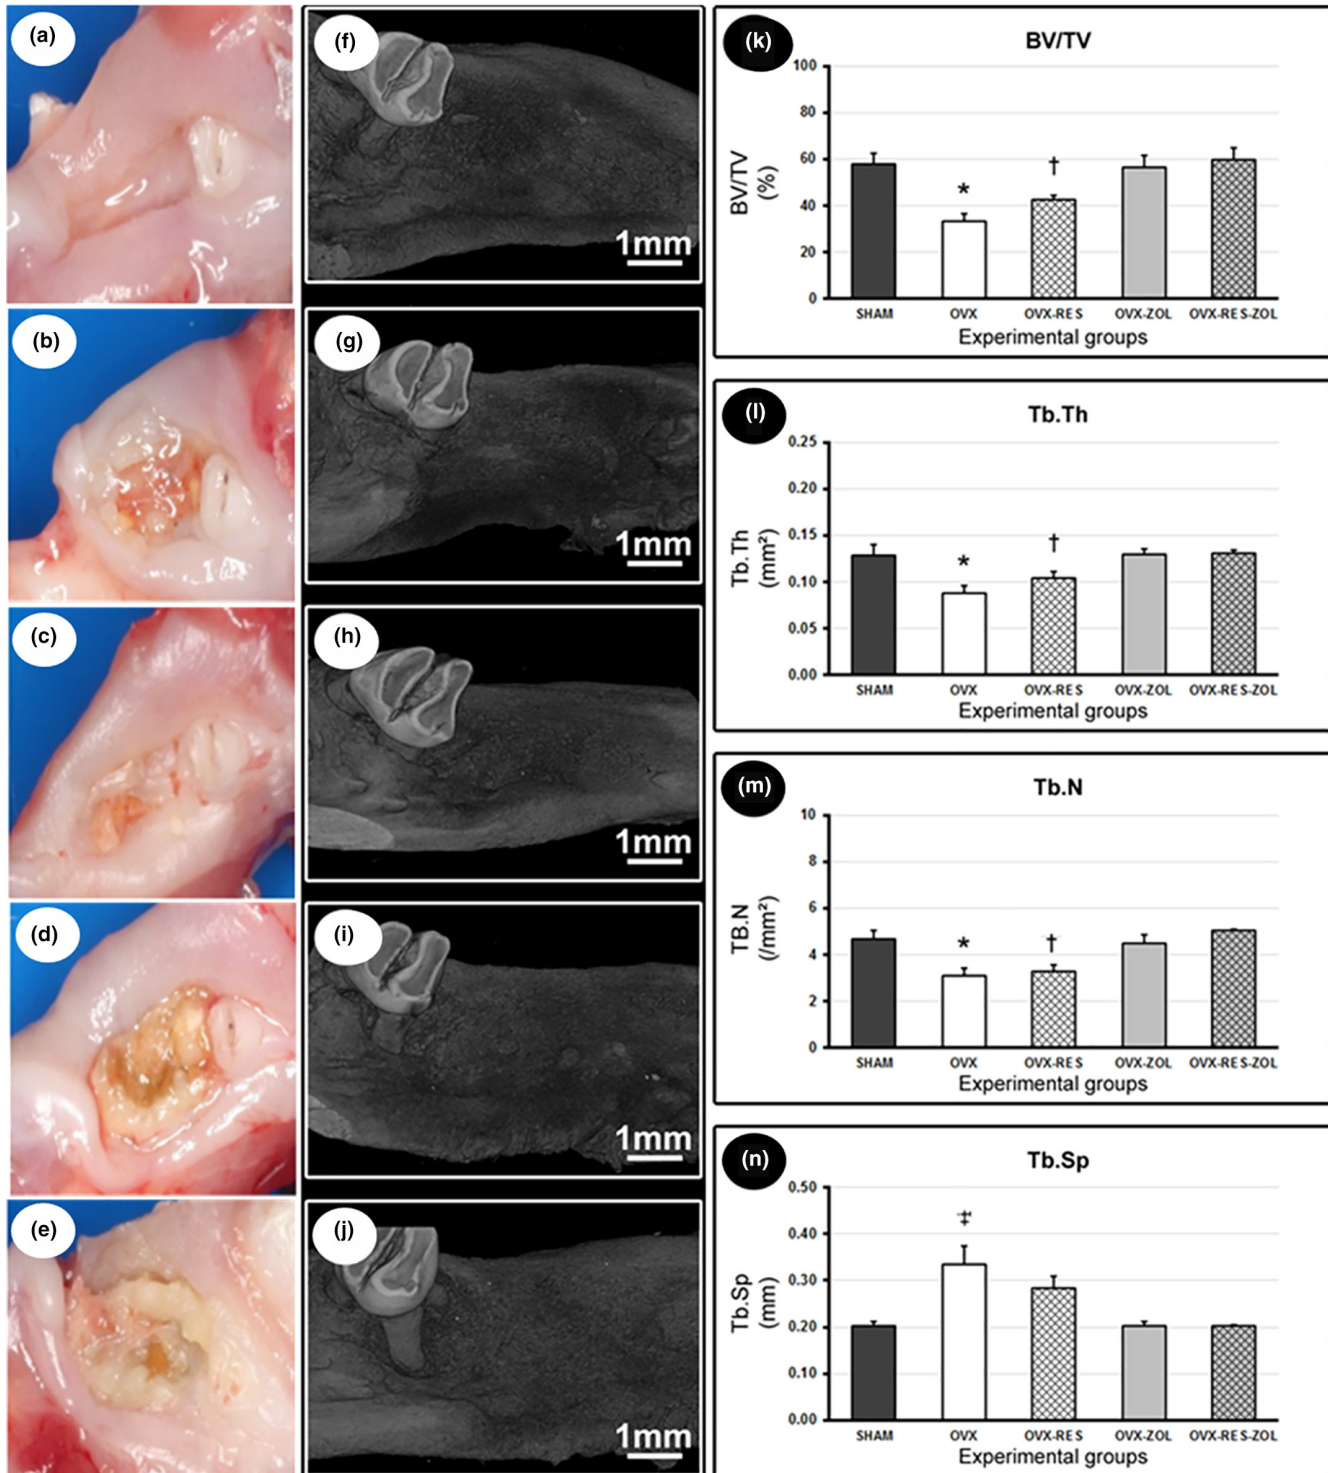 (a)
(b)
(c)
(d)
(e)
(f)
1mm
(g)
1mm
(h)
1mm
(i)
1mm
(j)
1mm
(k)
BV/TV
100
80
60
40
20
0
BV/TV
(%)
*
†
SHAM OVX OVX-RES OVX-ZOL OVX-RES-ZOL
Experimental groups
(l)
Tb.Th
0.25
0.20
0.15
0.10
0.05
0.00
Tb.Th
(mm²)
*
†
SHAM OVX OVX-RES OVX-ZOL OVX-RES-ZOL
Experimental groups
(m)
Tb.N
10
8
6
4
2
0
TB.N
(/mm²)
*
†
SHAM OVX OVX-RES OVX-ZOL OVX-RES-ZOL
Experimental groups
(n)
Tb.Sp
0.50
0.40
0.30
0.20
0.10
0.00
Tb.Sp
(mm)
‡
SHAM OVX OVX-RES OVX-ZOL OVX-RES-ZOL
Experimental groups